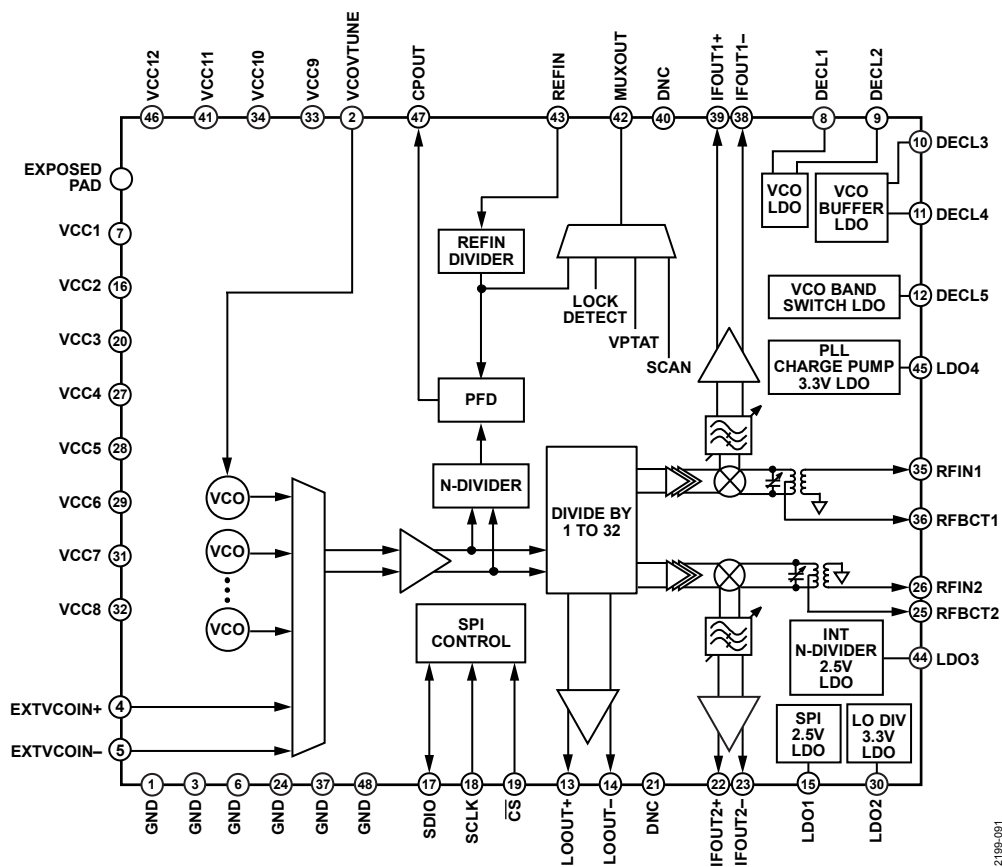 VCC12
VCC11
VCC10
VCC9
VCOVTUNE
CPOUT
REFIN
MUXOUT
DNC
IFOUT1+
IFOUT1–
DECL1
DECL2
46
41
34
33
2
47
43
42
40
39
38
8
9
EXPOSED
PAD
VCC1
7
VCC2
16
VCC3
20
VCC4
27
VCC5
28
VCC6
29
VCC7
31
VCC8
32
EXTVCOIN+
4
EXTVCOIN–
5
VCO
VCO
VCO
REFIN
DIVIDER
LOCK
DETECT
VPTAT
SCAN
PFD
N-DIVIDER
DIVIDE BY
1 TO 32
SPI
CONTROL
VCO
LDO
VCO
BUFFER
LDO
10
DECL3
11
DECL4
VCO BAND
SWITCH LDO
12
DECL5
PLL
CHARGE PUMP
3.3V LDO
45
LDO4
35
RFIN1
36
RFBCT1
26
RFIN2
25
RFBCT2
INT
N-DIVIDER
2.5V
LDO
44
LDO3
SPI
2.5V
LDO
LO DIV
3.3V
LDO
1
3
6
24
37
48
17
18
19
13
14
21
22
23
15
30
GND
GND
GND
GND
GND
GND
SDIO
SCLK
CS
LOOUT+
LOOUT–
DNC
IFOUT2+
IFOUT2–
LDO1
LDO2
2199-091